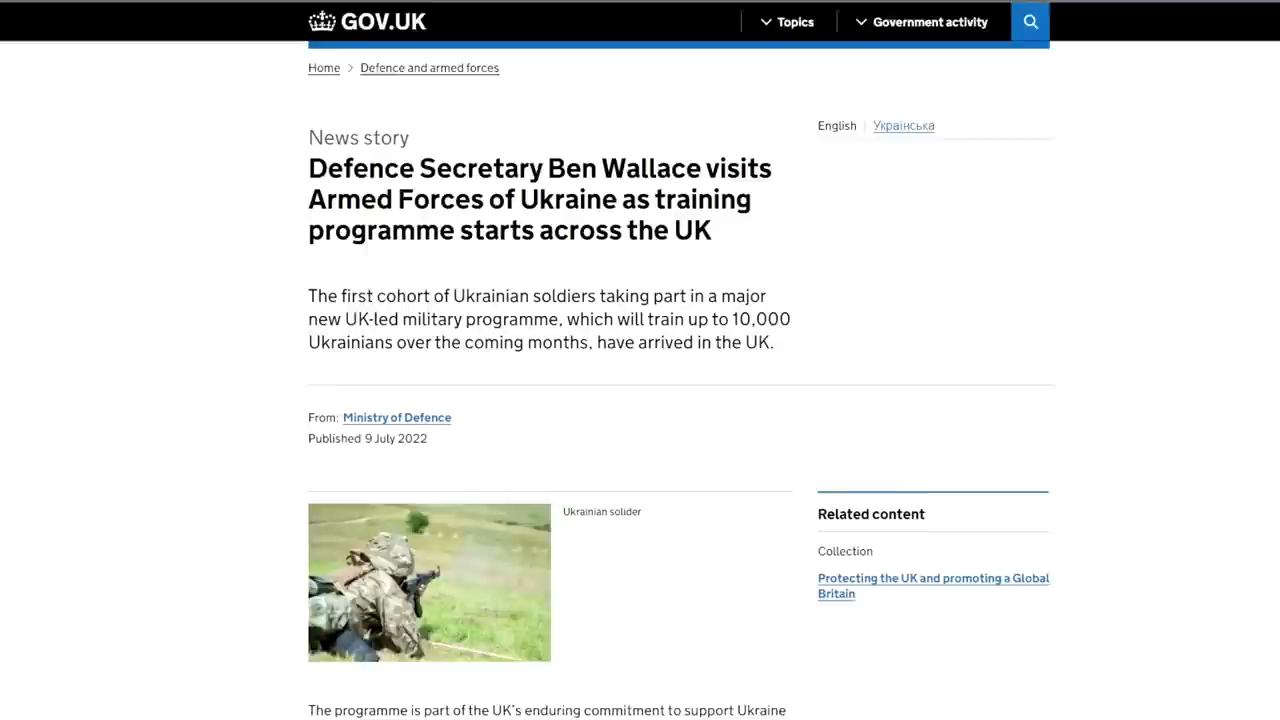 GOV.UK
Topics
Government activity
Home > Defence and armed forces
English
Українська
News story
Defence Secretary Ben Wallace visits
Armed Forces of Ukraine as training
programme starts across the UK
The first cohort of Ukrainian soldiers taking part in a major
new UK-led military programme, which will train up to 10,000
Ukrainians over the coming months, have arrived in the UK.
From: Ministry of Defence
Published 9 July 2022
Ukrainian solider
Related content
Collection
Protecting the UK and promoting a Global
Britain
The programme is part of the UK's enduring commitment to support Ukraine